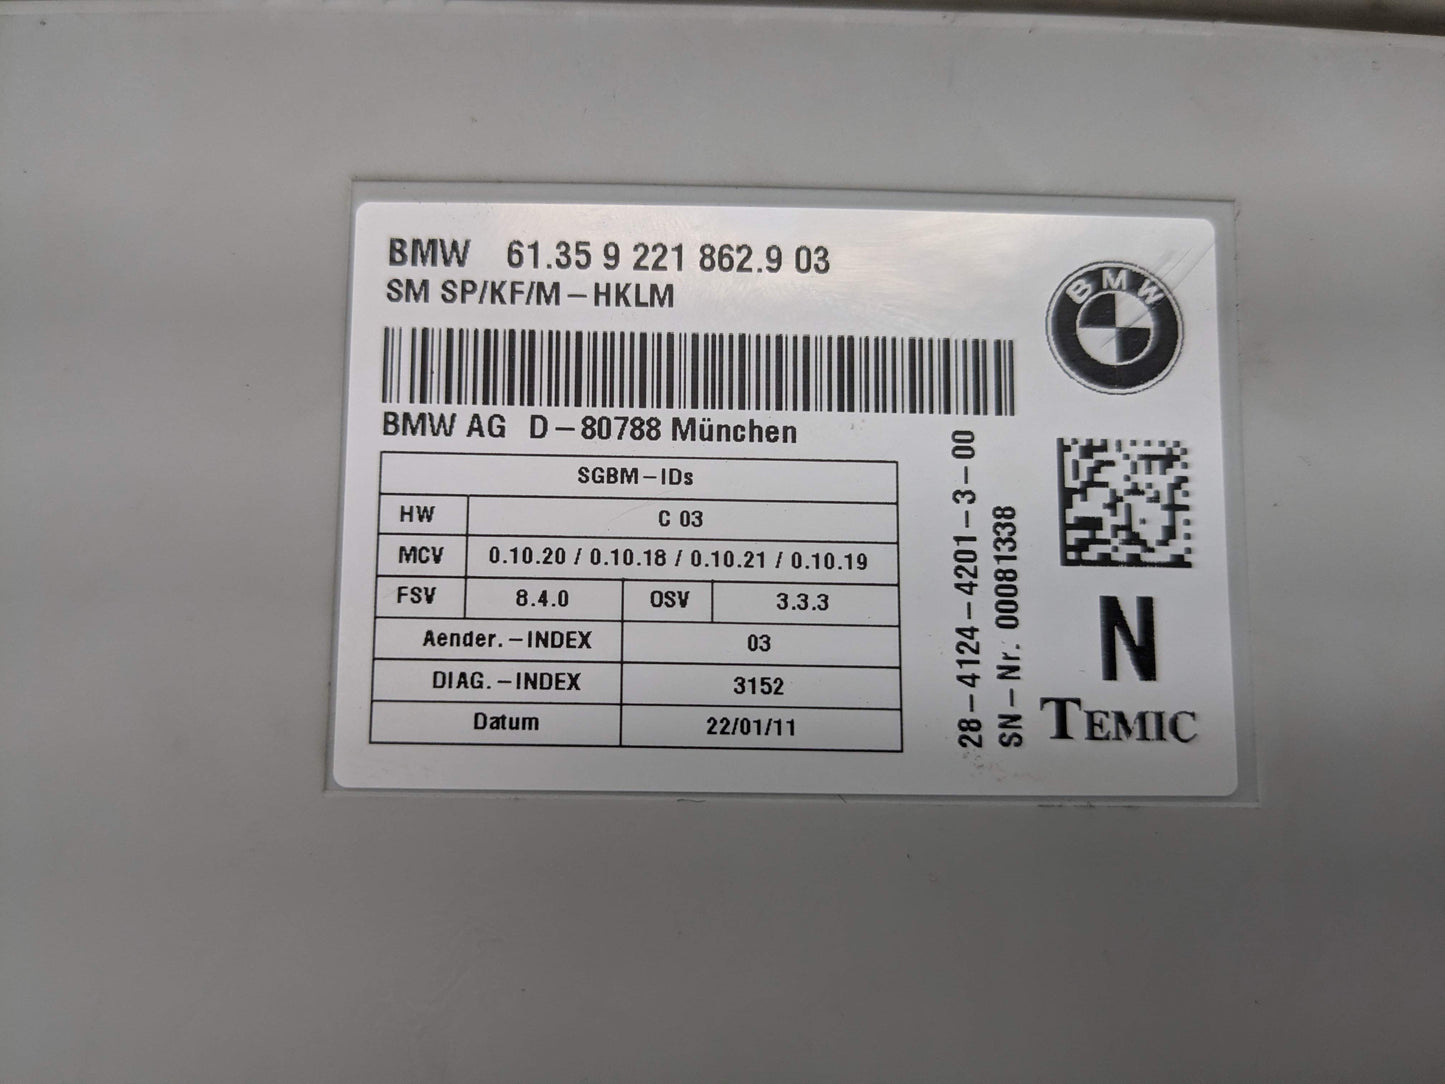 BMW 61.35 9 221 862.9 03
SM SP/KF/M-HKLM
BMW
BMW AG D-80788 München
SGBM-IDs
HW C 03
MCV 0.10.20 / 0.10.18 / 0.10.21 / 0.10.19
FSV 8.4.0 OSV 3.3.3
Aender.-INDEX 03
DIAG.-INDEX 3152
Datum 22/01/11
28-4124-4201-3-00
SN-Nr. 00081338
N
TEMIC